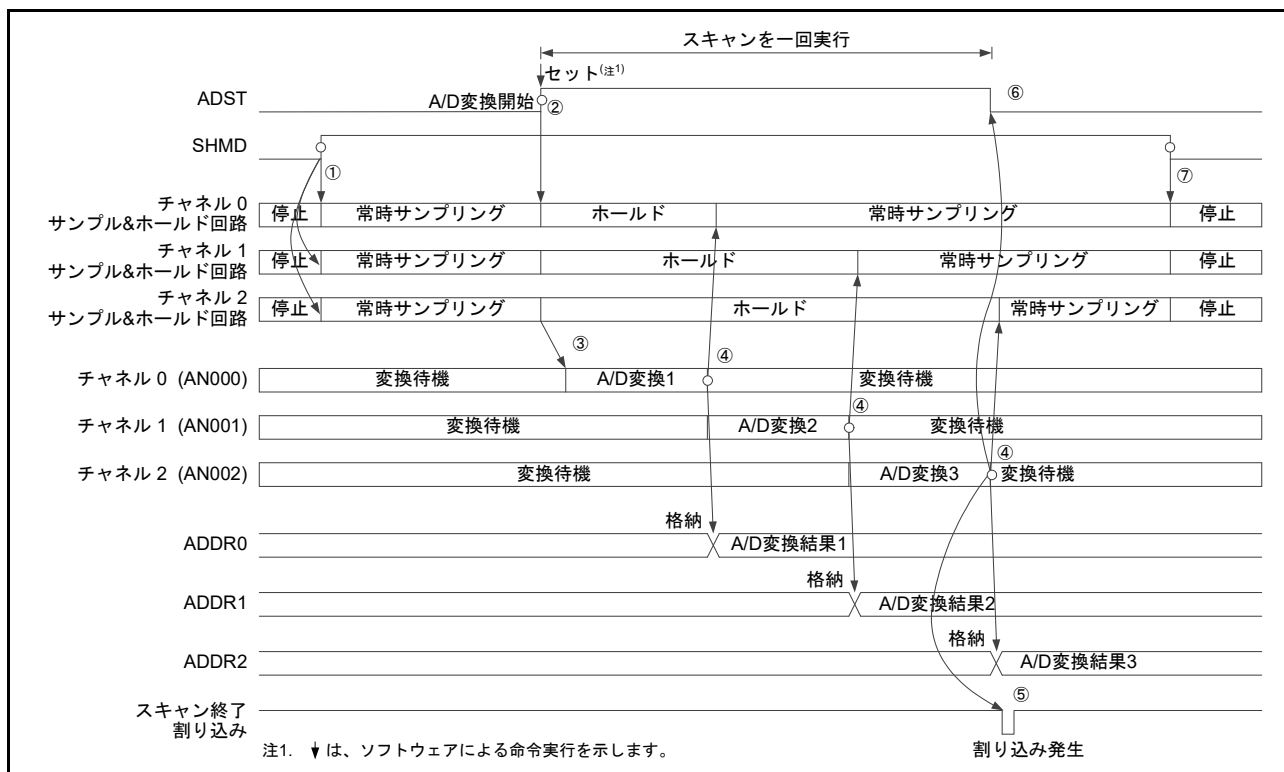 スキャンを一回実行
セット(注1)
ADST
A/D変換開始
②
⑥
SHMD
①
⑦
チャネル 0
サンプル&ホールド回路
停止
常時サンプリング
ホールド
常時サンプリング
停止
チャネル 1
サンプル&ホールド回路
停止
常時サンプリング
ホールド
常時サンプリング
停止
チャネル 2
サンプル&ホールド回路
停止
常時サンプリング
ホールド
常時サンプリング
停止
③
④
チャネル 0 (AN000)
変換待機
A/D変換1
変換待機
④
チャネル 1 (AN001)
変換待機
A/D変換2
変換待機
④
チャネル 2 (AN002)
変換待機
A/D変換3
変換待機
格納
ADDR0
A/D変換結果1
格納
ADDR1
A/D変換結果2
格納
ADDR2
A/D変換結果3
⑤
スキャン終了
割り込み
割り込み発生
注1. は、ソフトウェアによる命令実行を示します。